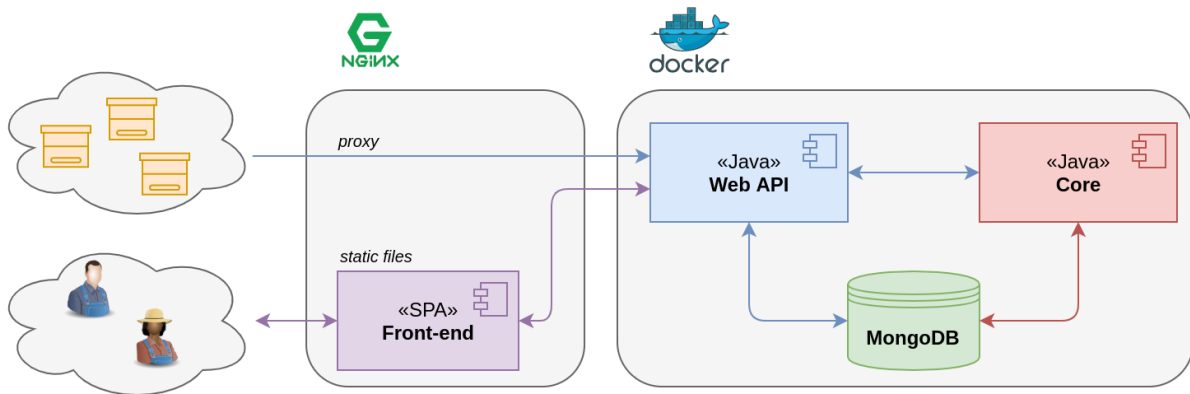 NGiNX
docker
proxy
«Java»
Web API
«Java»
Core
static files
«SPA»
Front-end
MongoDB